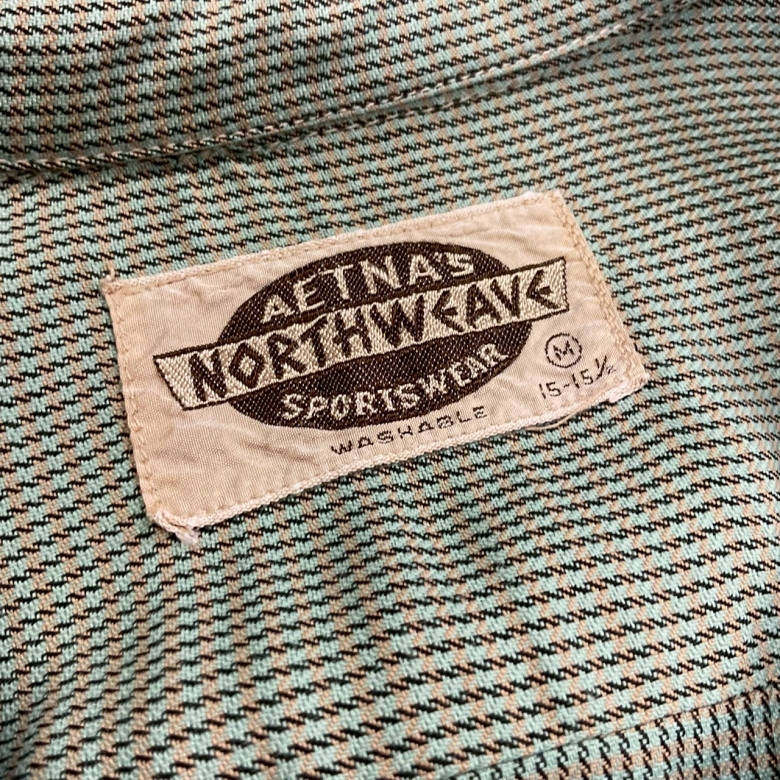 AETNA'S
NORTHWEAVE
SPORTSWEAR
WASHABLE
M
15-15½